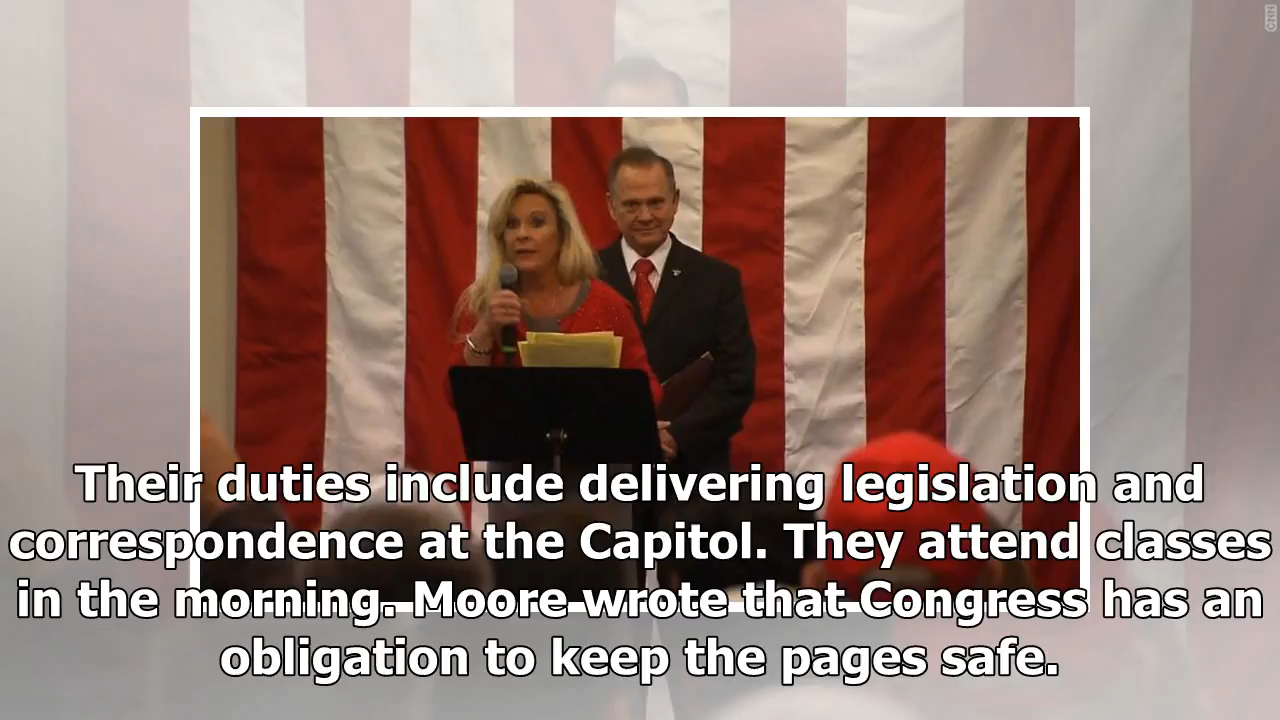 CNN
Their duties include delivering legislation and
correspondence at the Capitol. They attend classes
in the morning. Moore wrote that Congress has an
obligation to keep the pages safe.